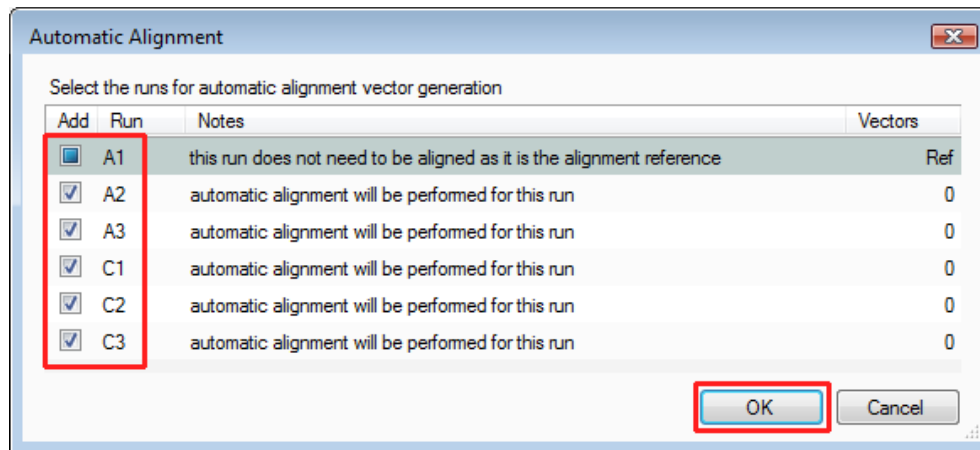 Automatic Alignment
Select the runs for automatic alignment vector generation
Add Run Notes Vectors
A1 this run does not need to be aligned as it is the alignment reference Ref
A2 automatic alignment will be performed for this run 0
A3 automatic alignment will be performed for this run 0
C1 automatic alignment will be performed for this run 0
C2 automatic alignment will be performed for this run 0
C3 automatic alignment will be performed for this run 0
OK Cancel